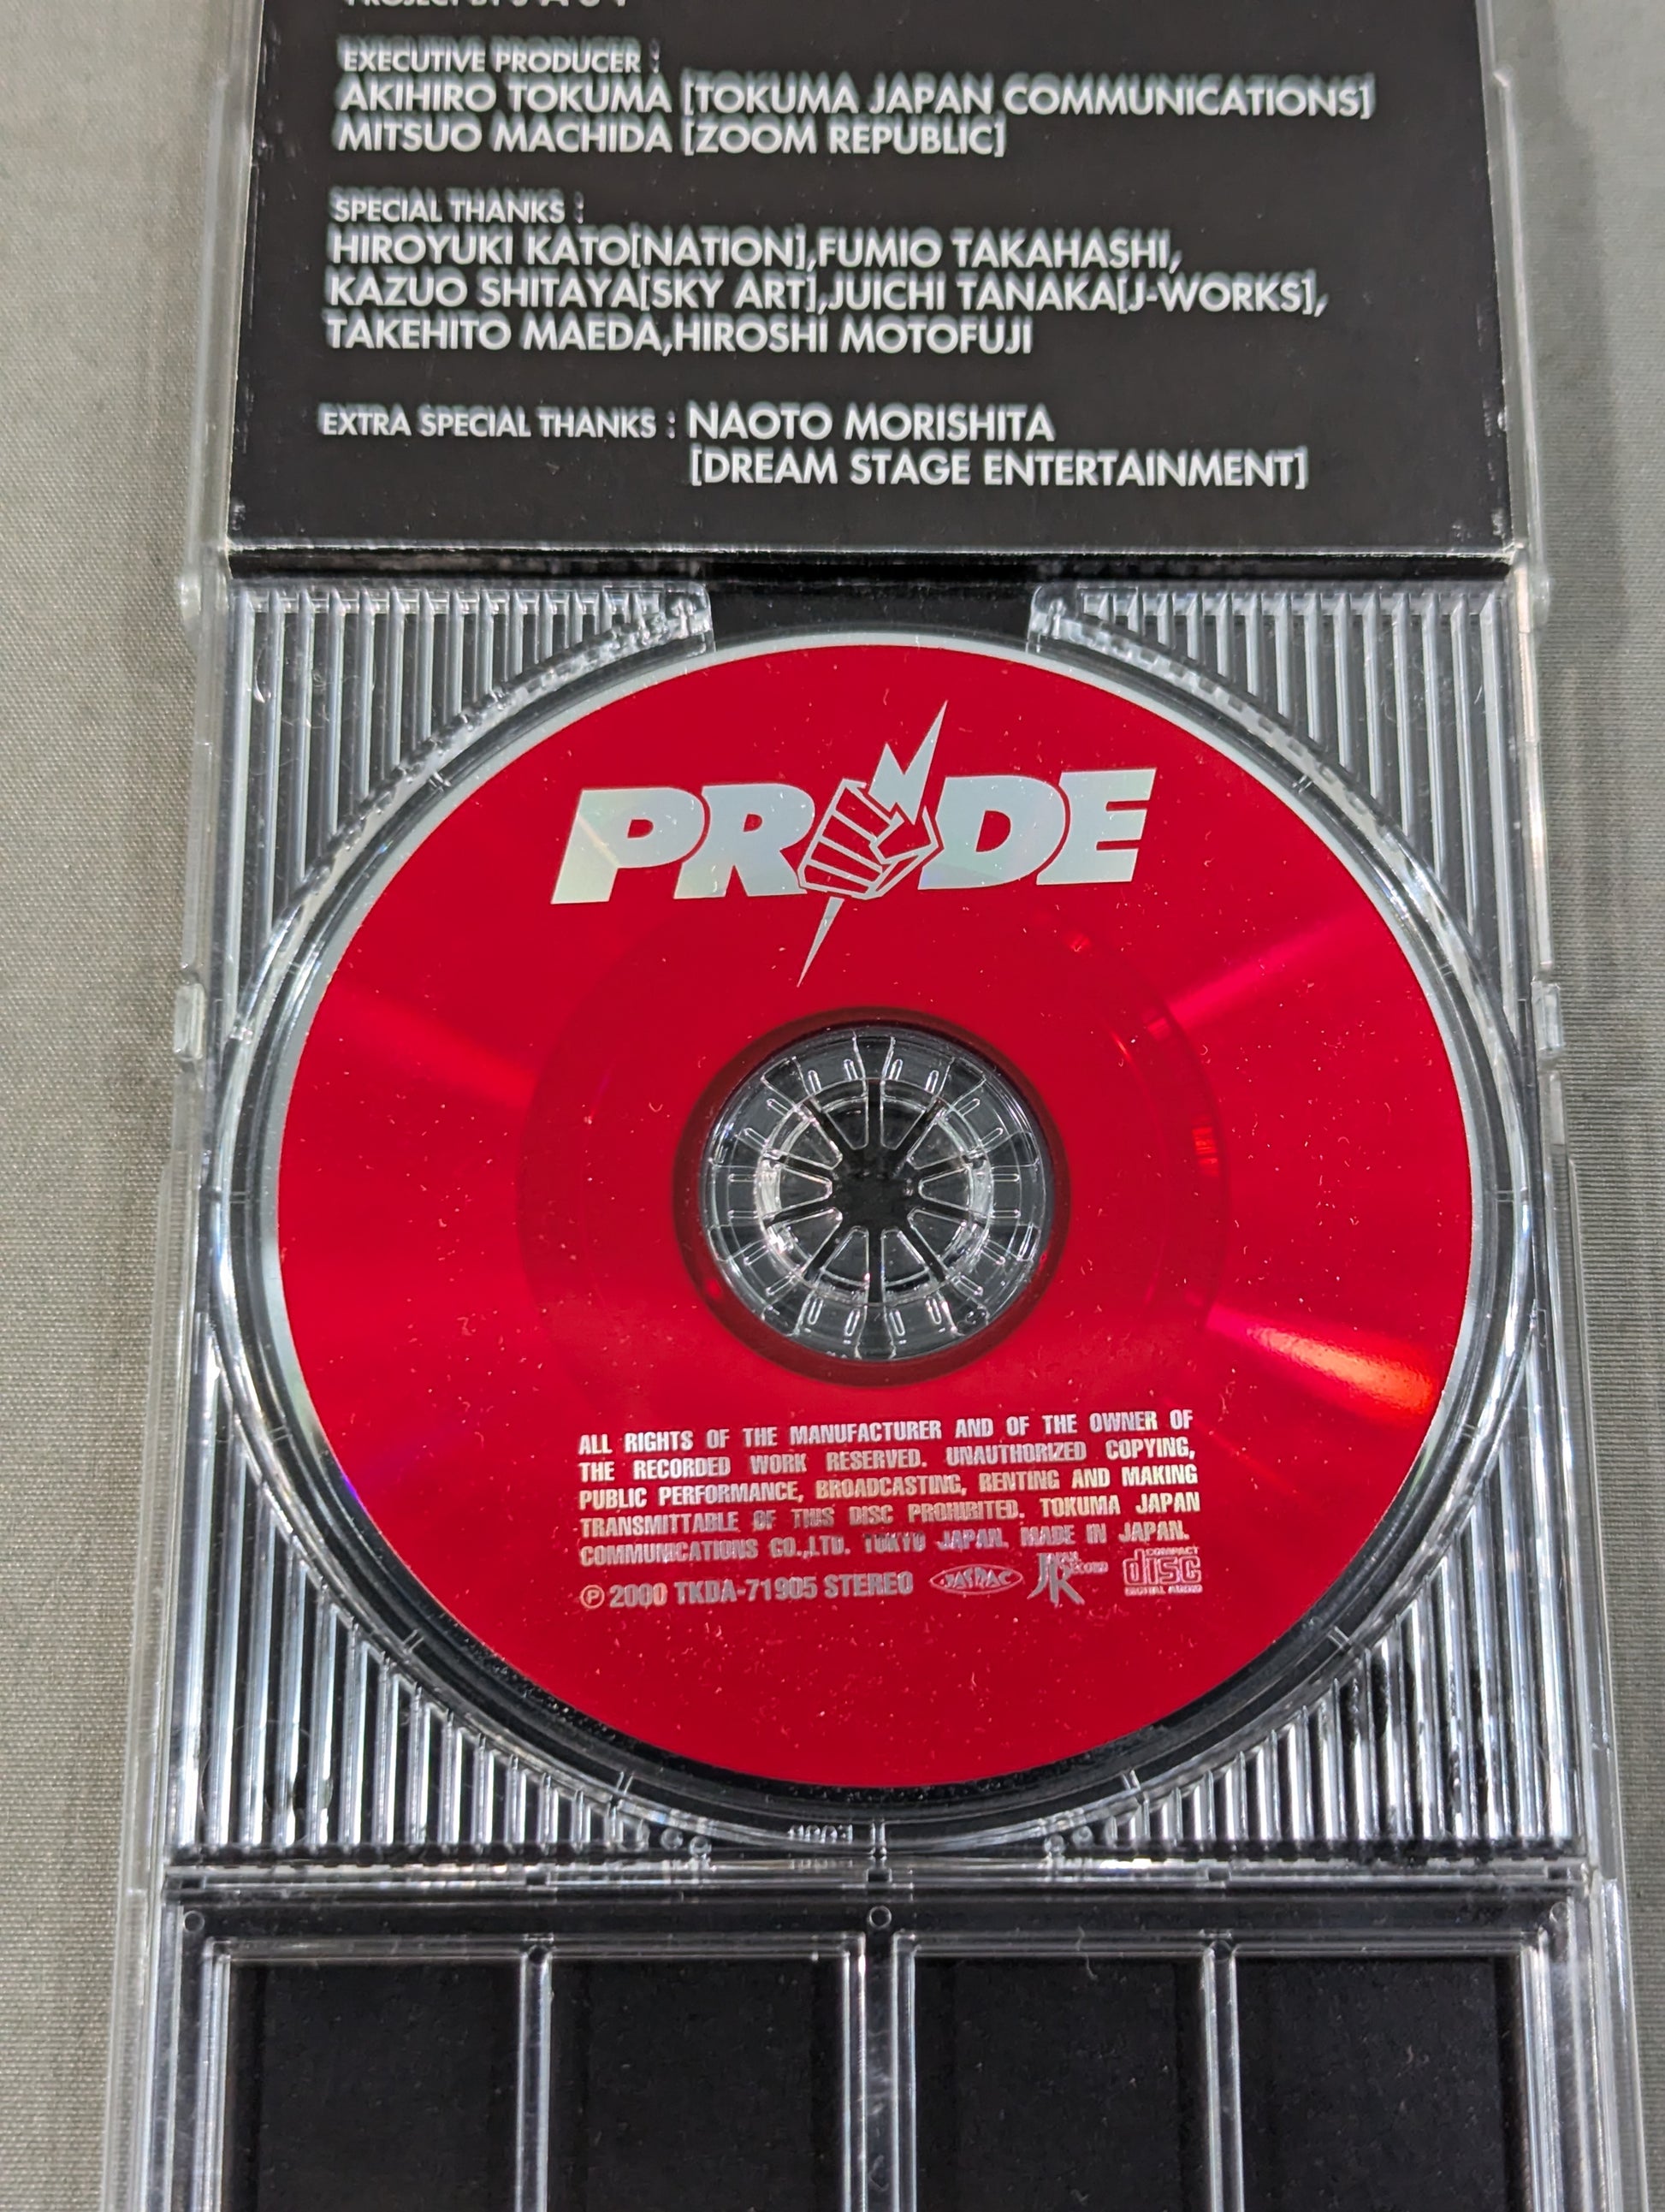 PROJECT BY
EXECUTIVE PRODUCER :
AKIHIRO TOKUMA [TOKUMA JAPAN COMMUNICATIONS]
MITSUO MACHIDA [ZOOM REPUBLIC]
SPECIAL THANKS :
HIROYUKI KATO[NATION],FUMIO TAKAHASHI,
KAZUO SHITAYA[SKY ART],JUICHI TANAKA[J-WORKS],
TAKEHITO MAEDA,HIROSHI MOTOFUJI
EXTRA SPECIAL THANKS : NAOTO MORISHITA
[DREAM STAGE ENTERTAINMENT]
PRIDE
ALL RIGHTS OF THE MANUFACTURER AND OF THE OWNER OF
THE RECORDED WORK RESERVED. UNAUTHORIZED COPYING,
PUBLIC PERFORMANCE, BROADCASTING, RENTING AND MAKING
TRANSMITTABLE OF THIS DISC PROHIBITED. TOKUMA JAPAN
COMMUNICATIONS CO.,LTD. TOKYO JAPAN. MADE IN JAPAN.
Ⓟ 2000 TKDA-71905 STEREO JASRAC COMPACT disc DIGITAL AUDIO